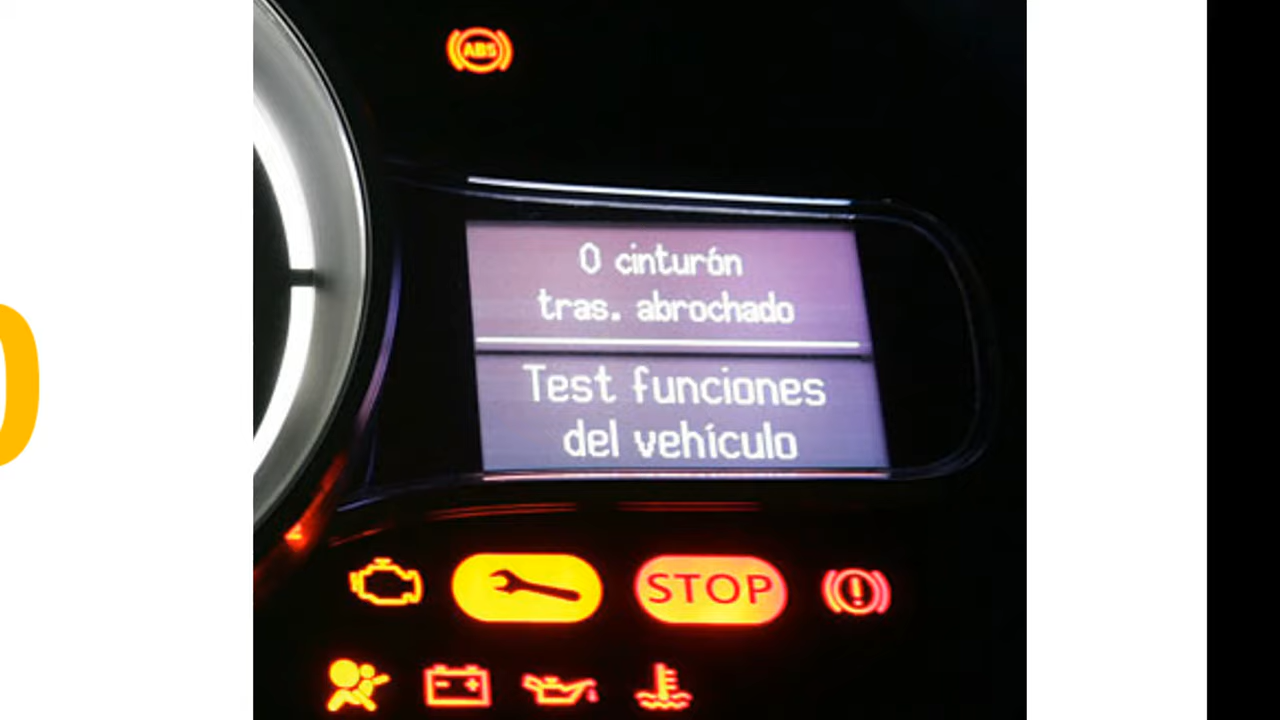 ABS
0 cinturón
tras. abrochado
Test funciones
del vehículo
STOP